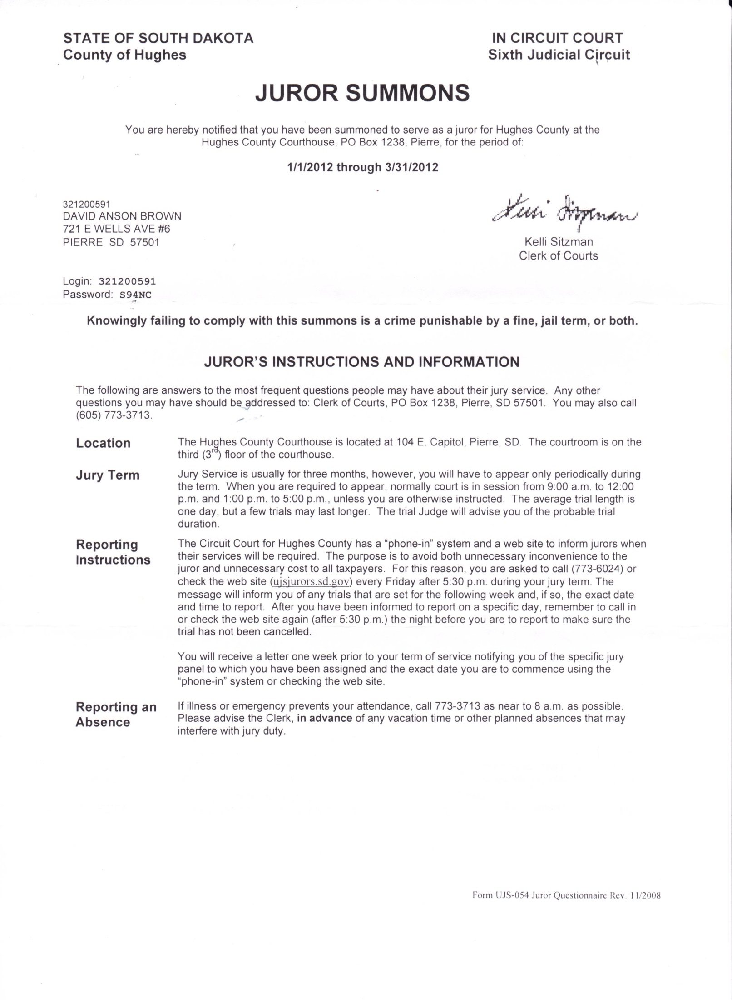 STATE OF SOUTH DAKOTA
County of Hughes
IN CIRCUIT COURT
Sixth Judicial Circuit
JUROR SUMMONS
You are hereby notified that you have been summoned to serve as a juror for Hughes County at the
Hughes County Courthouse, PO Box 1238, Pierre, for the period of:
1/1/2012 through 3/31/2012
321200591
DAVID ANSON BROWN
721 E WELLS AVE #6
PIERRE SD 57501
Kelli Sitzman
Kelli Sitzman
Clerk of Courts
Login: 321200591
Password: S94NC
Knowingly failing to comply with this summons is a crime punishable by a fine, jail term, or both.
JUROR'S INSTRUCTIONS AND INFORMATION
The following are answers to the most frequent questions people may have about their jury service. Any other
questions you may have should be addressed to: Clerk of Courts, PO Box 1238, Pierre, SD 57501. You may also call
(605) 773-3713.
Location
The Hughes County Courthouse is located at 104 E. Capitol, Pierre, SD. The courtroom is on the
third (3rd) floor of the courthouse.
Jury Term
Jury Service is usually for three months, however, you will have to appear only periodically during
the term. When you are required to appear, normally court is in session from 9:00 a.m. to 12:00
p.m. and 1:00 p.m. to 5:00 p.m., unless you are otherwise instructed. The average trial length is
one day, but a few trials may last longer. The trial Judge will advise you of the probable trial
duration.
Reporting
Instructions
The Circuit Court for Hughes County has a “phone-in” system and a web site to inform jurors when
their services will be required. The purpose is to avoid both unnecessary inconvenience to the
juror and unnecessary cost to all taxpayers. For this reason, you are asked to call (773-6024) or
check the web site (ujsjurors.sd.gov) every Friday after 5:30 p.m. during your jury term. The
message will inform you of any trials that are set for the following week and, if so, the exact date
and time to report. After you have been informed to report on a specific day, remember to call in
or check the web site again (after 5:30 p.m.) the night before you are to report to make sure the
trial has not been cancelled.
You will receive a letter one week prior to your term of service notifying you of the specific jury
panel to which you have been assigned and the exact date you are to commence using the
“phone-in” system or checking the web site.
Reporting an
Absence
If illness or emergency prevents your attendance, call 773-3713 as near to 8 a.m. as possible.
Please advise the Clerk, in advance of any vacation time or other planned absences that may
interfere with jury duty.
Form UJS-054 Juror Questionnaire Rev. 11/2008